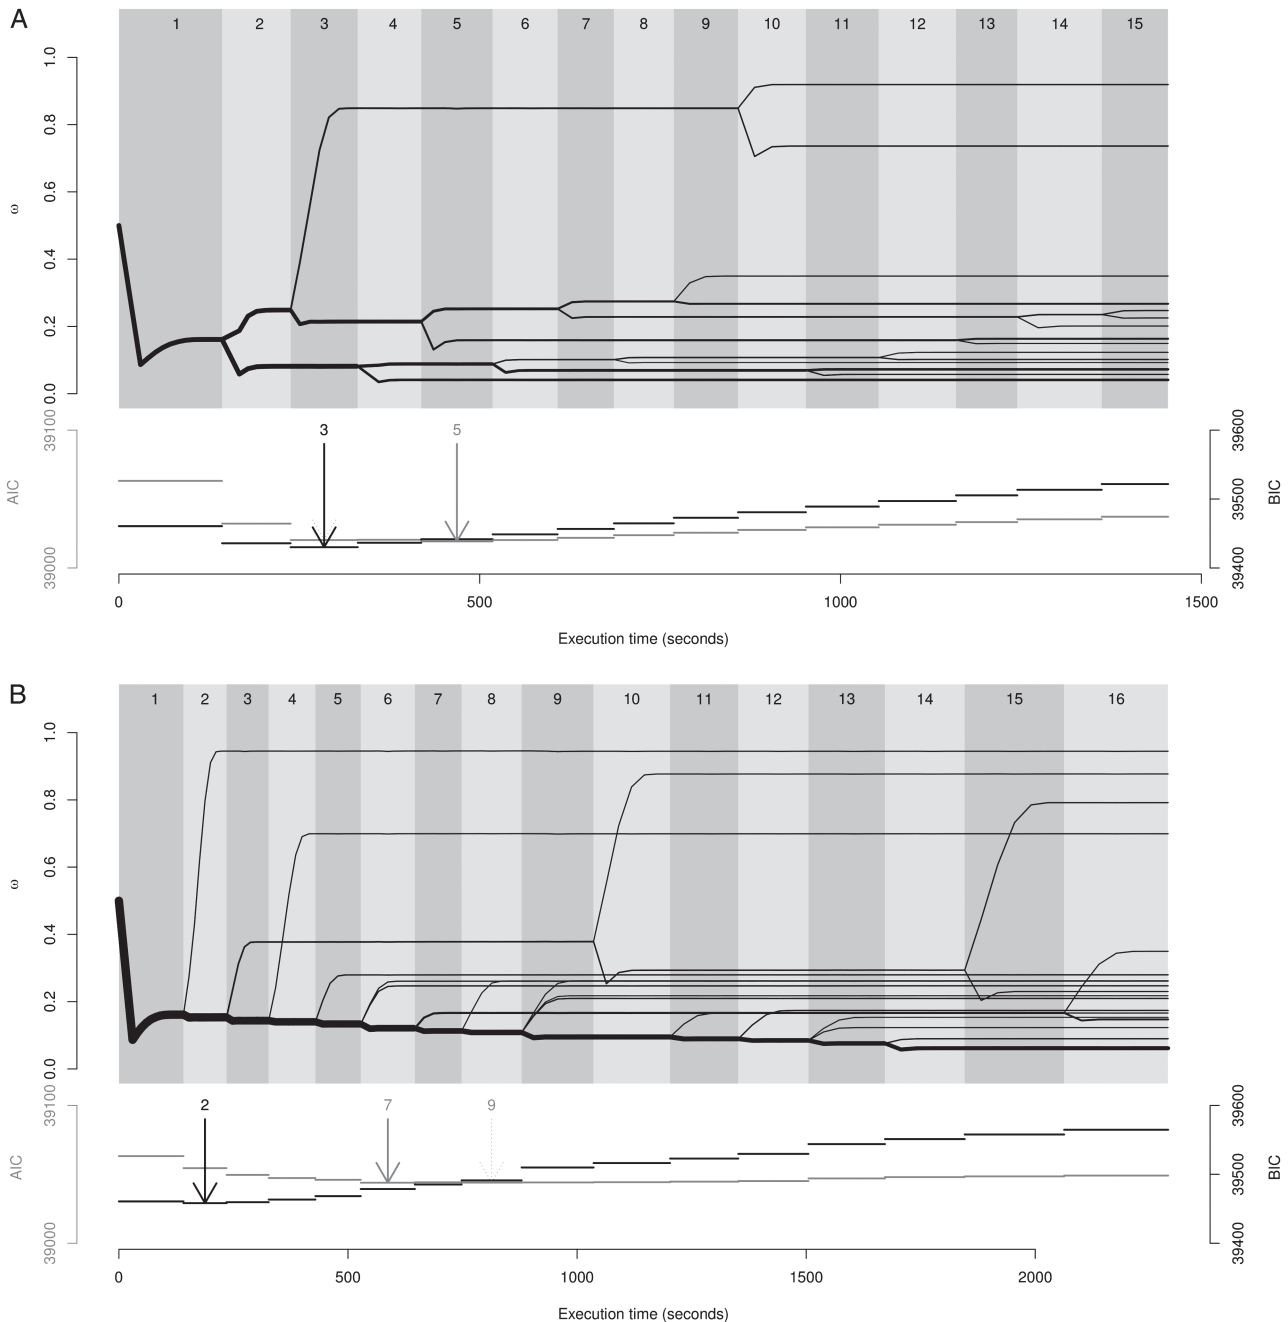 A
1 2 3 4 5 6 7 8 9 10 11 12 13 14 15
1.0
0.8
0.6
0.4
0.2
0.0
ω
3 5
39100
39000
AIC
39600
39500
39400
BIC
0 500 1000 1500
Execution time (seconds)
B
1 2 3 4 5 6 7 8 9 10 11 12 13 14 15 16
1.0
0.8
0.6
0.4
0.2
0.0
ω
2 7 9
39100
39000
AIC
39600
39500
39400
BIC
0 500 1000 1500 2000
Execution time (seconds)